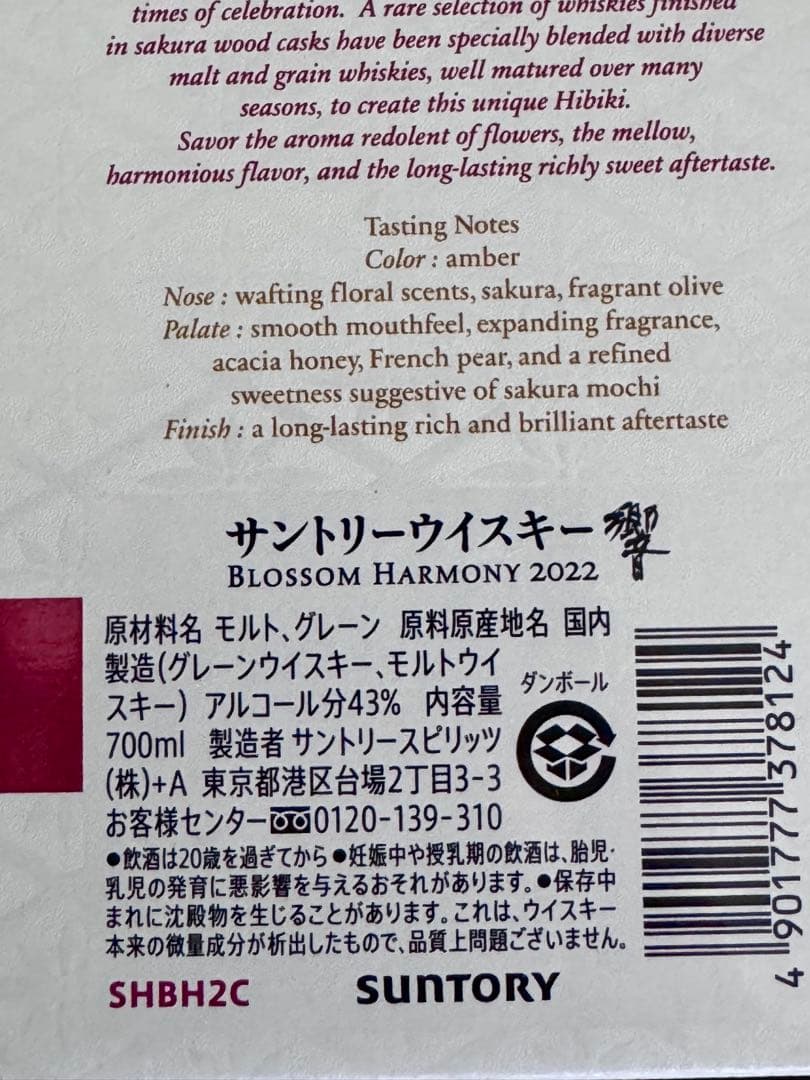 times of celebration. A rare selection of whiskies finished
in sakura wood casks have been specially blended with diverse
malt and grain whiskies, well matured over many
seasons, to create this unique Hibiki.
Savor the aroma redolent of flowers, the mellow,
harmonious flavor, and the long-lasting richly sweet aftertaste.
Tasting Notes
Color : amber
Nose : wafting floral scents, sakura, fragrant olive
Palate : smooth mouthfeel, expanding fragrance,
acacia honey, French pear, and a refined
sweetness suggestive of sakura mochi
Finish : a long-lasting rich and brilliant aftertaste
サントリーウイスキー 響
BLOSSOM HARMONY 2022
原材料名 モルト、グレーン 原料原産地名 国内
製造(グレーンウイスキー、モルトウイ
スキー) アルコール分43% 内容量
700ml 製造者 サントリースピリッツ
(株)+A 東京都港区台場2丁目3-3
お客様センター 0120-139-310
ダンボール
●飲酒は20歳を過ぎてから●妊娠中や授乳期の飲酒は、胎児・
乳児の発育に悪影響を与えるおそれがあります。●保存中
まれに沈殿物を生じることがあります。これは、ウイスキー
本来の微量成分が析出したもので、品質上問題ございません。
SHBH2C
SUNTORY
4901777378124